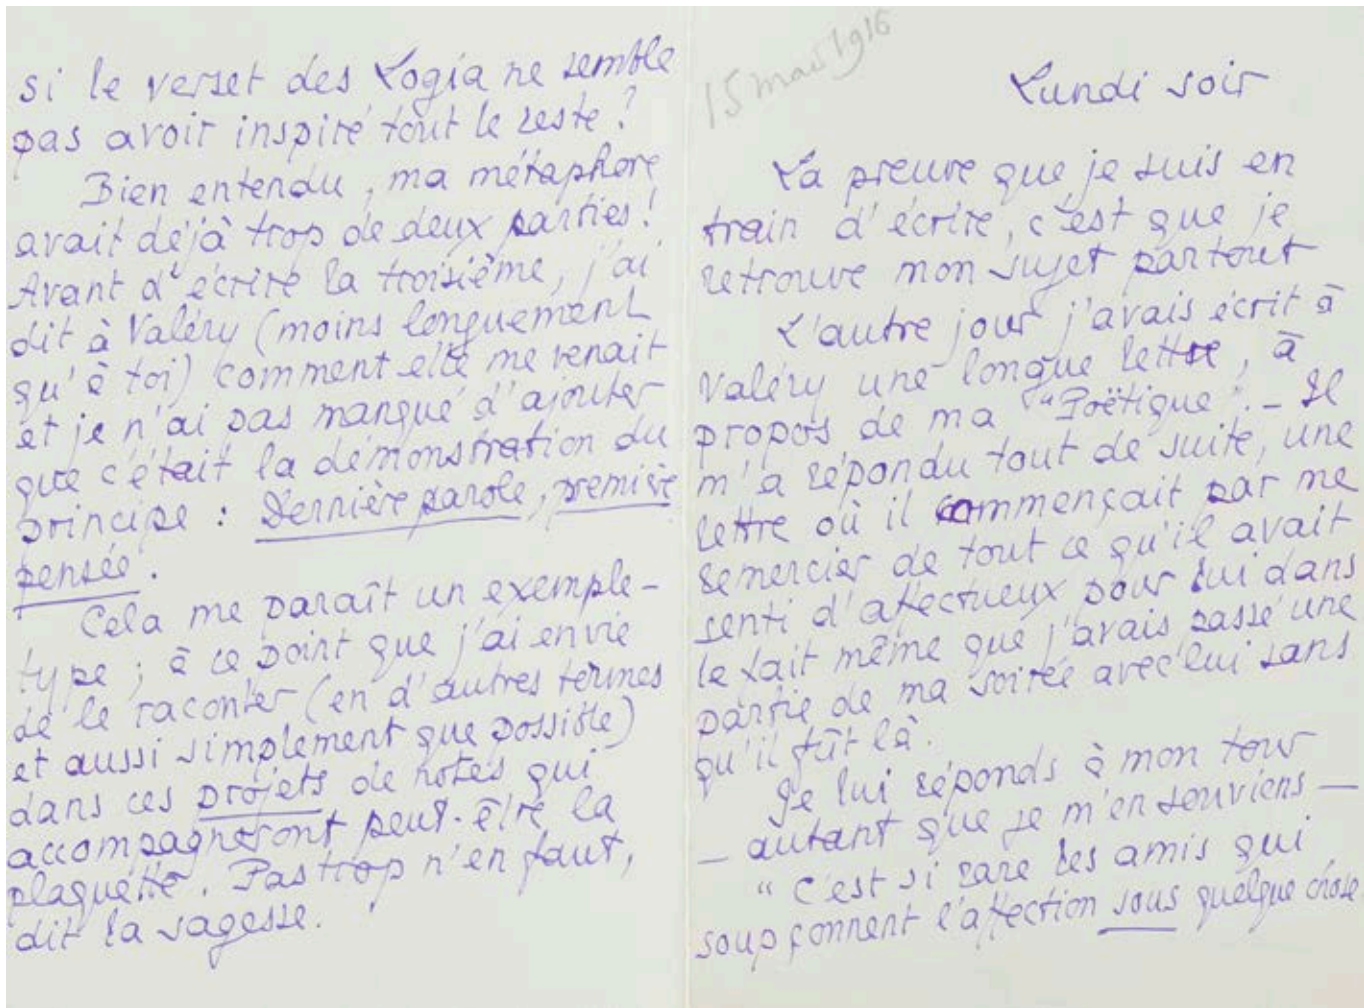 si le verset des Logia ne semble
pas avoir inspiré tout le reste ?
Bien entendu, ma métaphore
avait déjà trop de deux parties !
Avant d'écrire la troisième, j'ai
dit à Valéry (moins longuement
qu'à toi) comment elle me venait
et je n'ai pas manqué d'ajouter
que c'était la démonstration du
principe : Dernière parole, première
pensée.
Cela me paraît un exemple-
type ; à ce point que j'ai envie
de le raconter (en d'autres termes
et aussi simplement que possible)
dans ces projets de notes qui
accompagneront peut-être la
plaquette. Pas trop n'en faut,
dit la sagesse.
15 mai 1916
Lundi soir
La preuve que je suis en
train d'écrire, c'est que je
retrouve mon sujet partout
L'autre jour j'avais écrit à
Valéry une longue lettre, à
propos de ma "Poëtique". – Il
m'a répondu tout de suite, une
lettre où il commençait par me
remercier de tout ce qu'il avait
senti d'affectueux pour lui dans
le fait même que j'avais passé une
partie de ma soirée avec lui sans
qu'il fût là.
Je lui réponds à mon tour
– autant que je m'en souviens –
"C'est si rare les amis qui
soupçonnent l'affection sous quelque chose